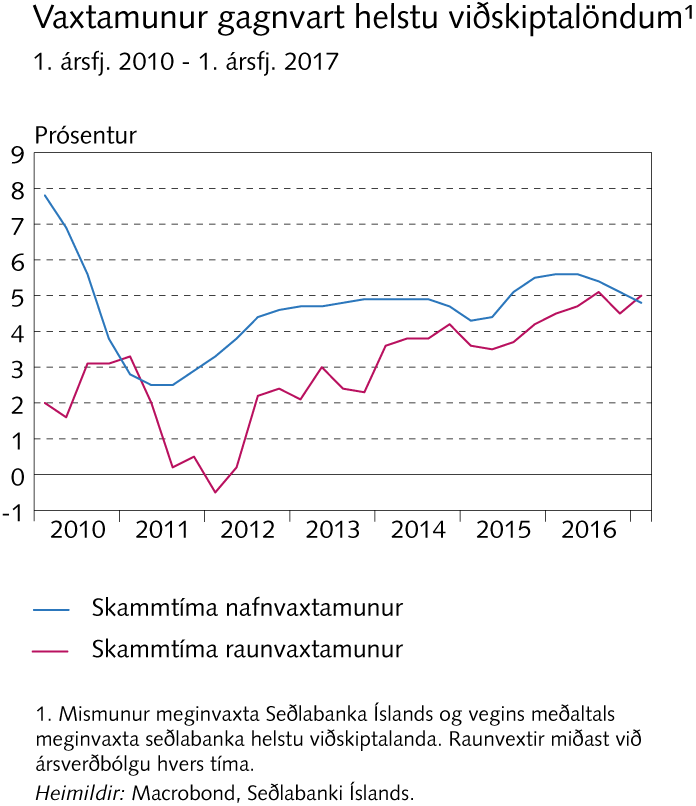 Vaxtamunur gagnvart helstu viðskiptalöndum¹
1. ársfj. 2010 - 1. ársfj. 2017
Prósentur
9
8
7
6
5
4
3
2
1
0
-1
2010 2011 2012 2013 2014 2015 2016
Skammtíma nafnvaxtamunur
Skammtíma raunvaxtamunur
1. Mismunur meginvaxta Seðlabanka Íslands og vegins meðaltals
meginvaxta seðlabanka helstu viðskiptalanda. Raunvextir miðast við
ársverðbólgu hvers tíma.
Heimildir: Macrobond, Seðlabanki Íslands.